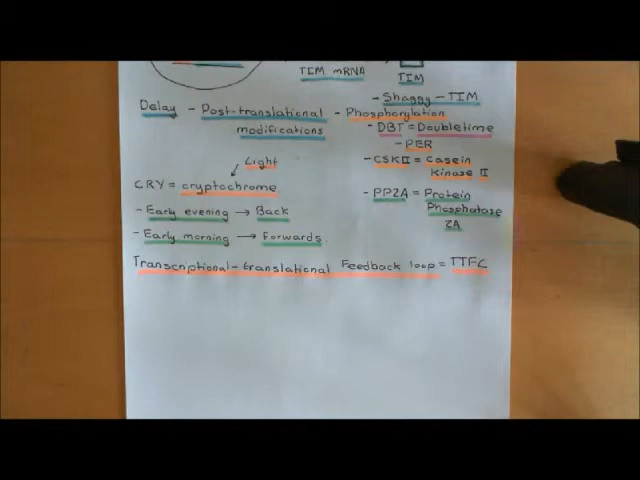 TIM mRNA
TIM
Delay - Post-translational modifications
- Shaggy - TIM
- Phosphorylation
- DBT = Doubletime
- PER
- CSKII = Casein
Kinase II
- PP2A = Protein
Phosphatase
2A
Light
CRY = cryptochrome
- Early evening → Back
- Early morning → Forwards.
Transcriptional-translational Feedback loop = TTFL